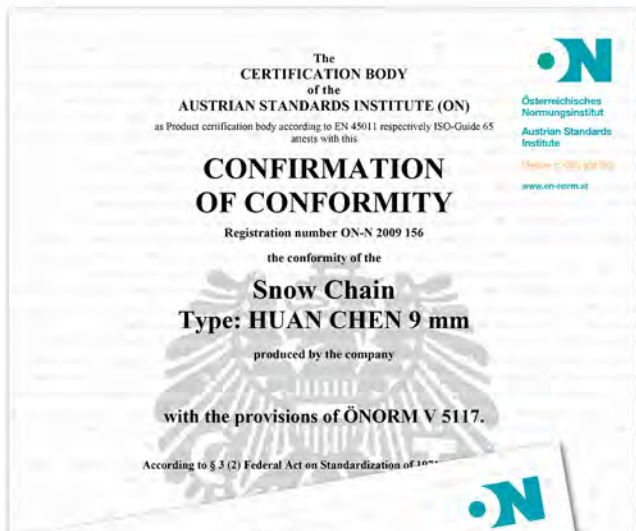 The
CERTIFICATION BODY
of the
AUSTRIAN STANDARDS INSTITUTE (ON)
as Product certification body according to EN 45011 respectively ISO-Guide 65
attests with this
CONFIRMATION
OF CONFORMITY
Registration number ON-N 2009 156
the conformity of the
Snow Chain
Type: HUAN CHEN 9 mm
produced by the company
with the provisions of ÖNORM V 5117.
According to § 3 (2) Federal Act on Standardization of
ON
Österreichisches
Normungsinstitut
Austrian Standards
Institute
www.on-norm.at
ON